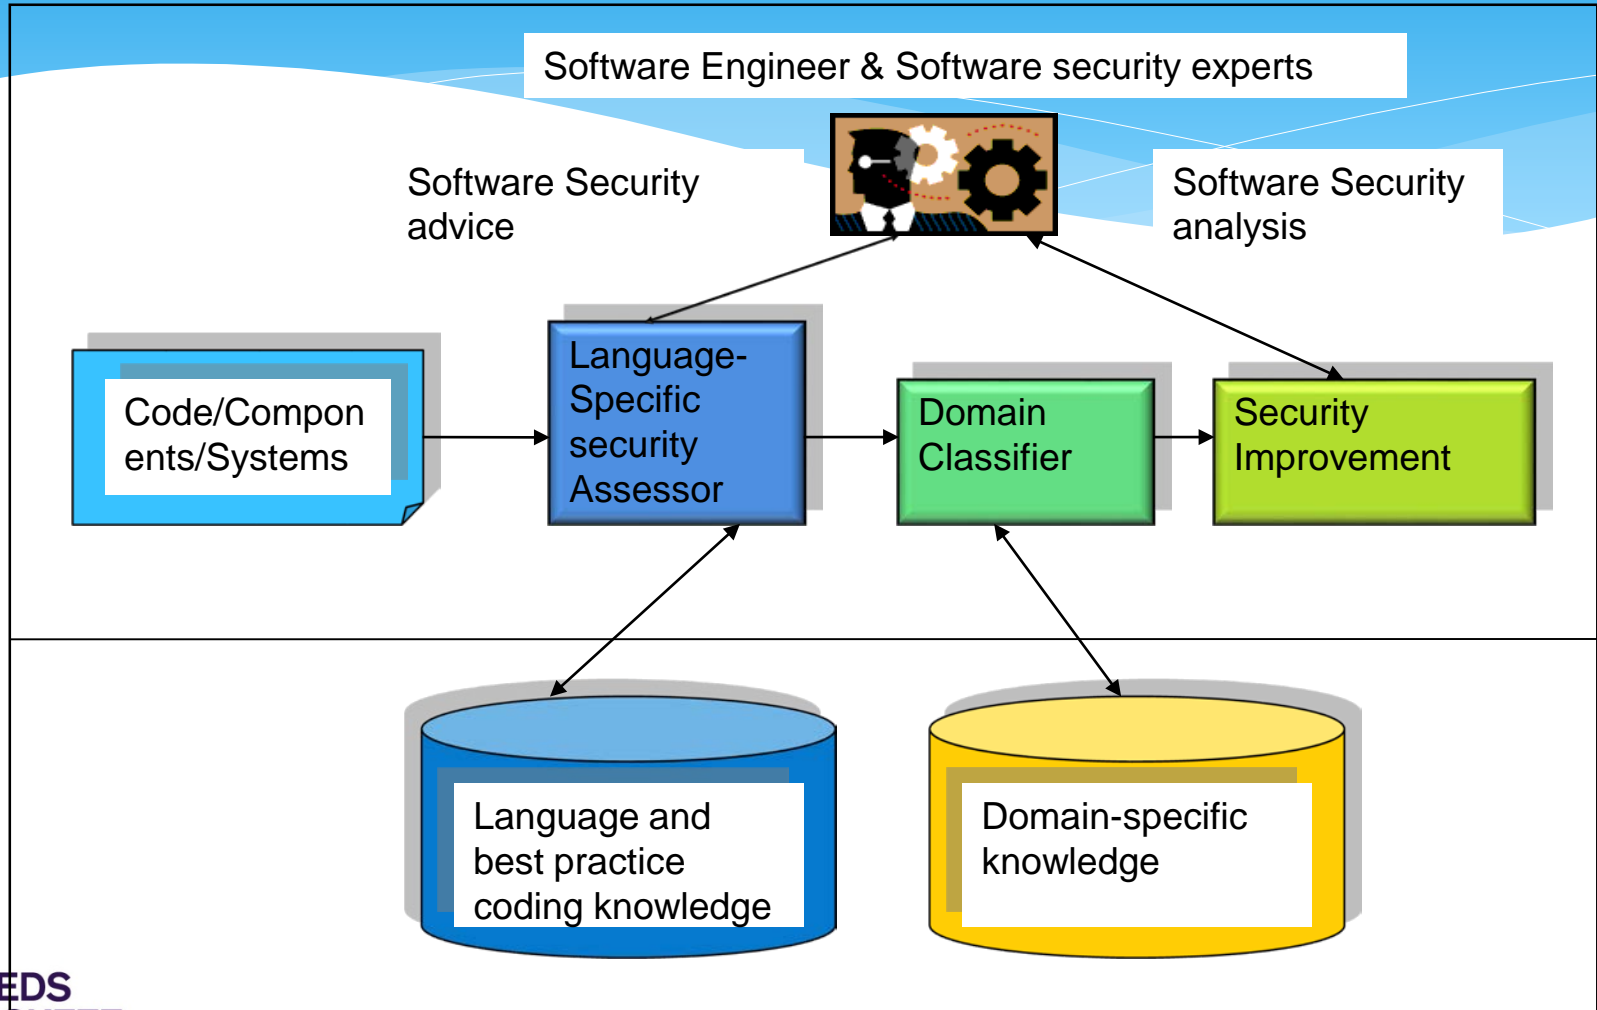 Software Engineer & Software security experts
Software Security
advice
Software Security
analysis
Code/Compon
ents/Systems
Language-
Specific
security
Assessor
Domain
Classifier
Security
Improvement
Language and
best practice
coding knowledge
Domain-specific
knowledge
EDS